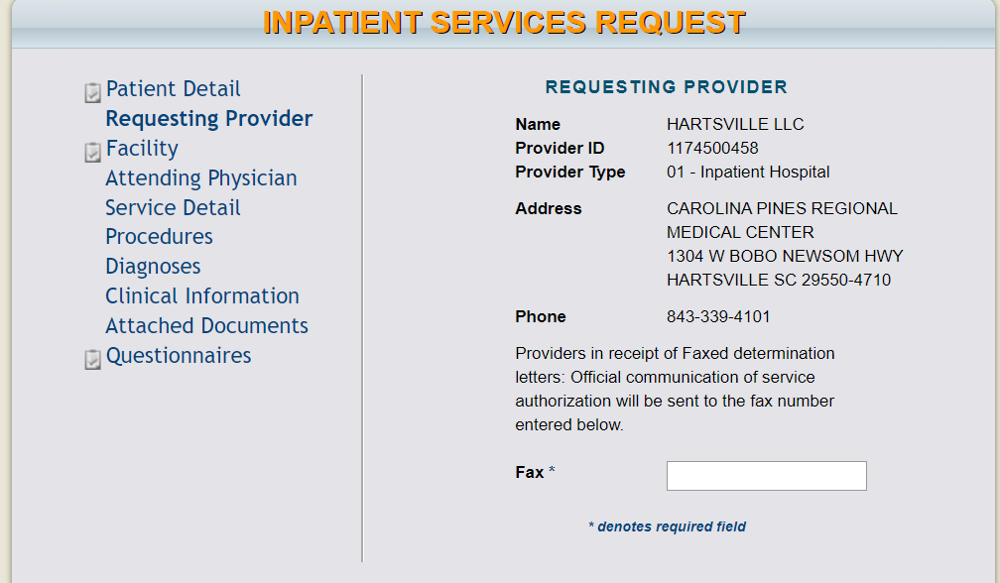 INPATIENT SERVICES REQUEST
Patient Detail
Requesting Provider
Facility
Attending Physician
Service Detail
Procedures
Diagnoses
Clinical Information
Attached Documents
Questionnaires
REQUESTING PROVIDER
Name HARTSVILLE LLC
Provider ID 1174500458
Provider Type 01 - Inpatient Hospital
Address CAROLINA PINES REGIONAL
MEDICAL CENTER
1304 W BOBO NEWSOM HWY
HARTSVILLE SC 29550-4710
Phone 843-339-4101
Providers in receipt of Faxed determination
letters: Official communication of service
authorization will be sent to the fax number
entered below.
Fax *
* denotes required field